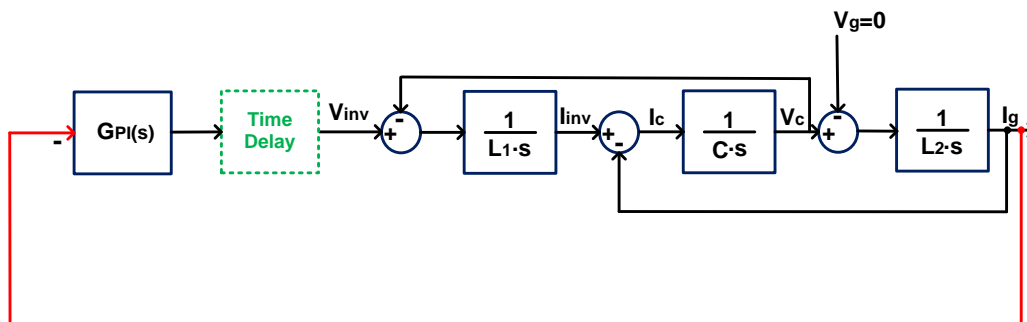 Vg=0
GPI(s)
Time
Delay
Vinv
-
+
1
L1·s
Iinv
+
-
Ic
1
C·s
Vc
-
+
1
L2·s
Ig
-